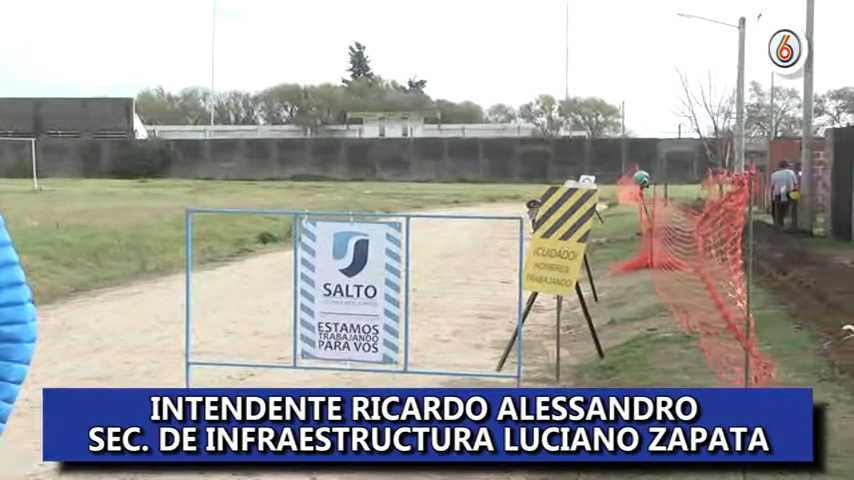 6
¡CUIDADO!
HOMBRES
TRABAJANDO
SALTO
ESTAMOS
TRABAJANDO
PARA VOS
INTENDENTE RICARDO ALESSANDRO
SEC. DE INFRAESTRUCTURA LUCIANO ZAPATA